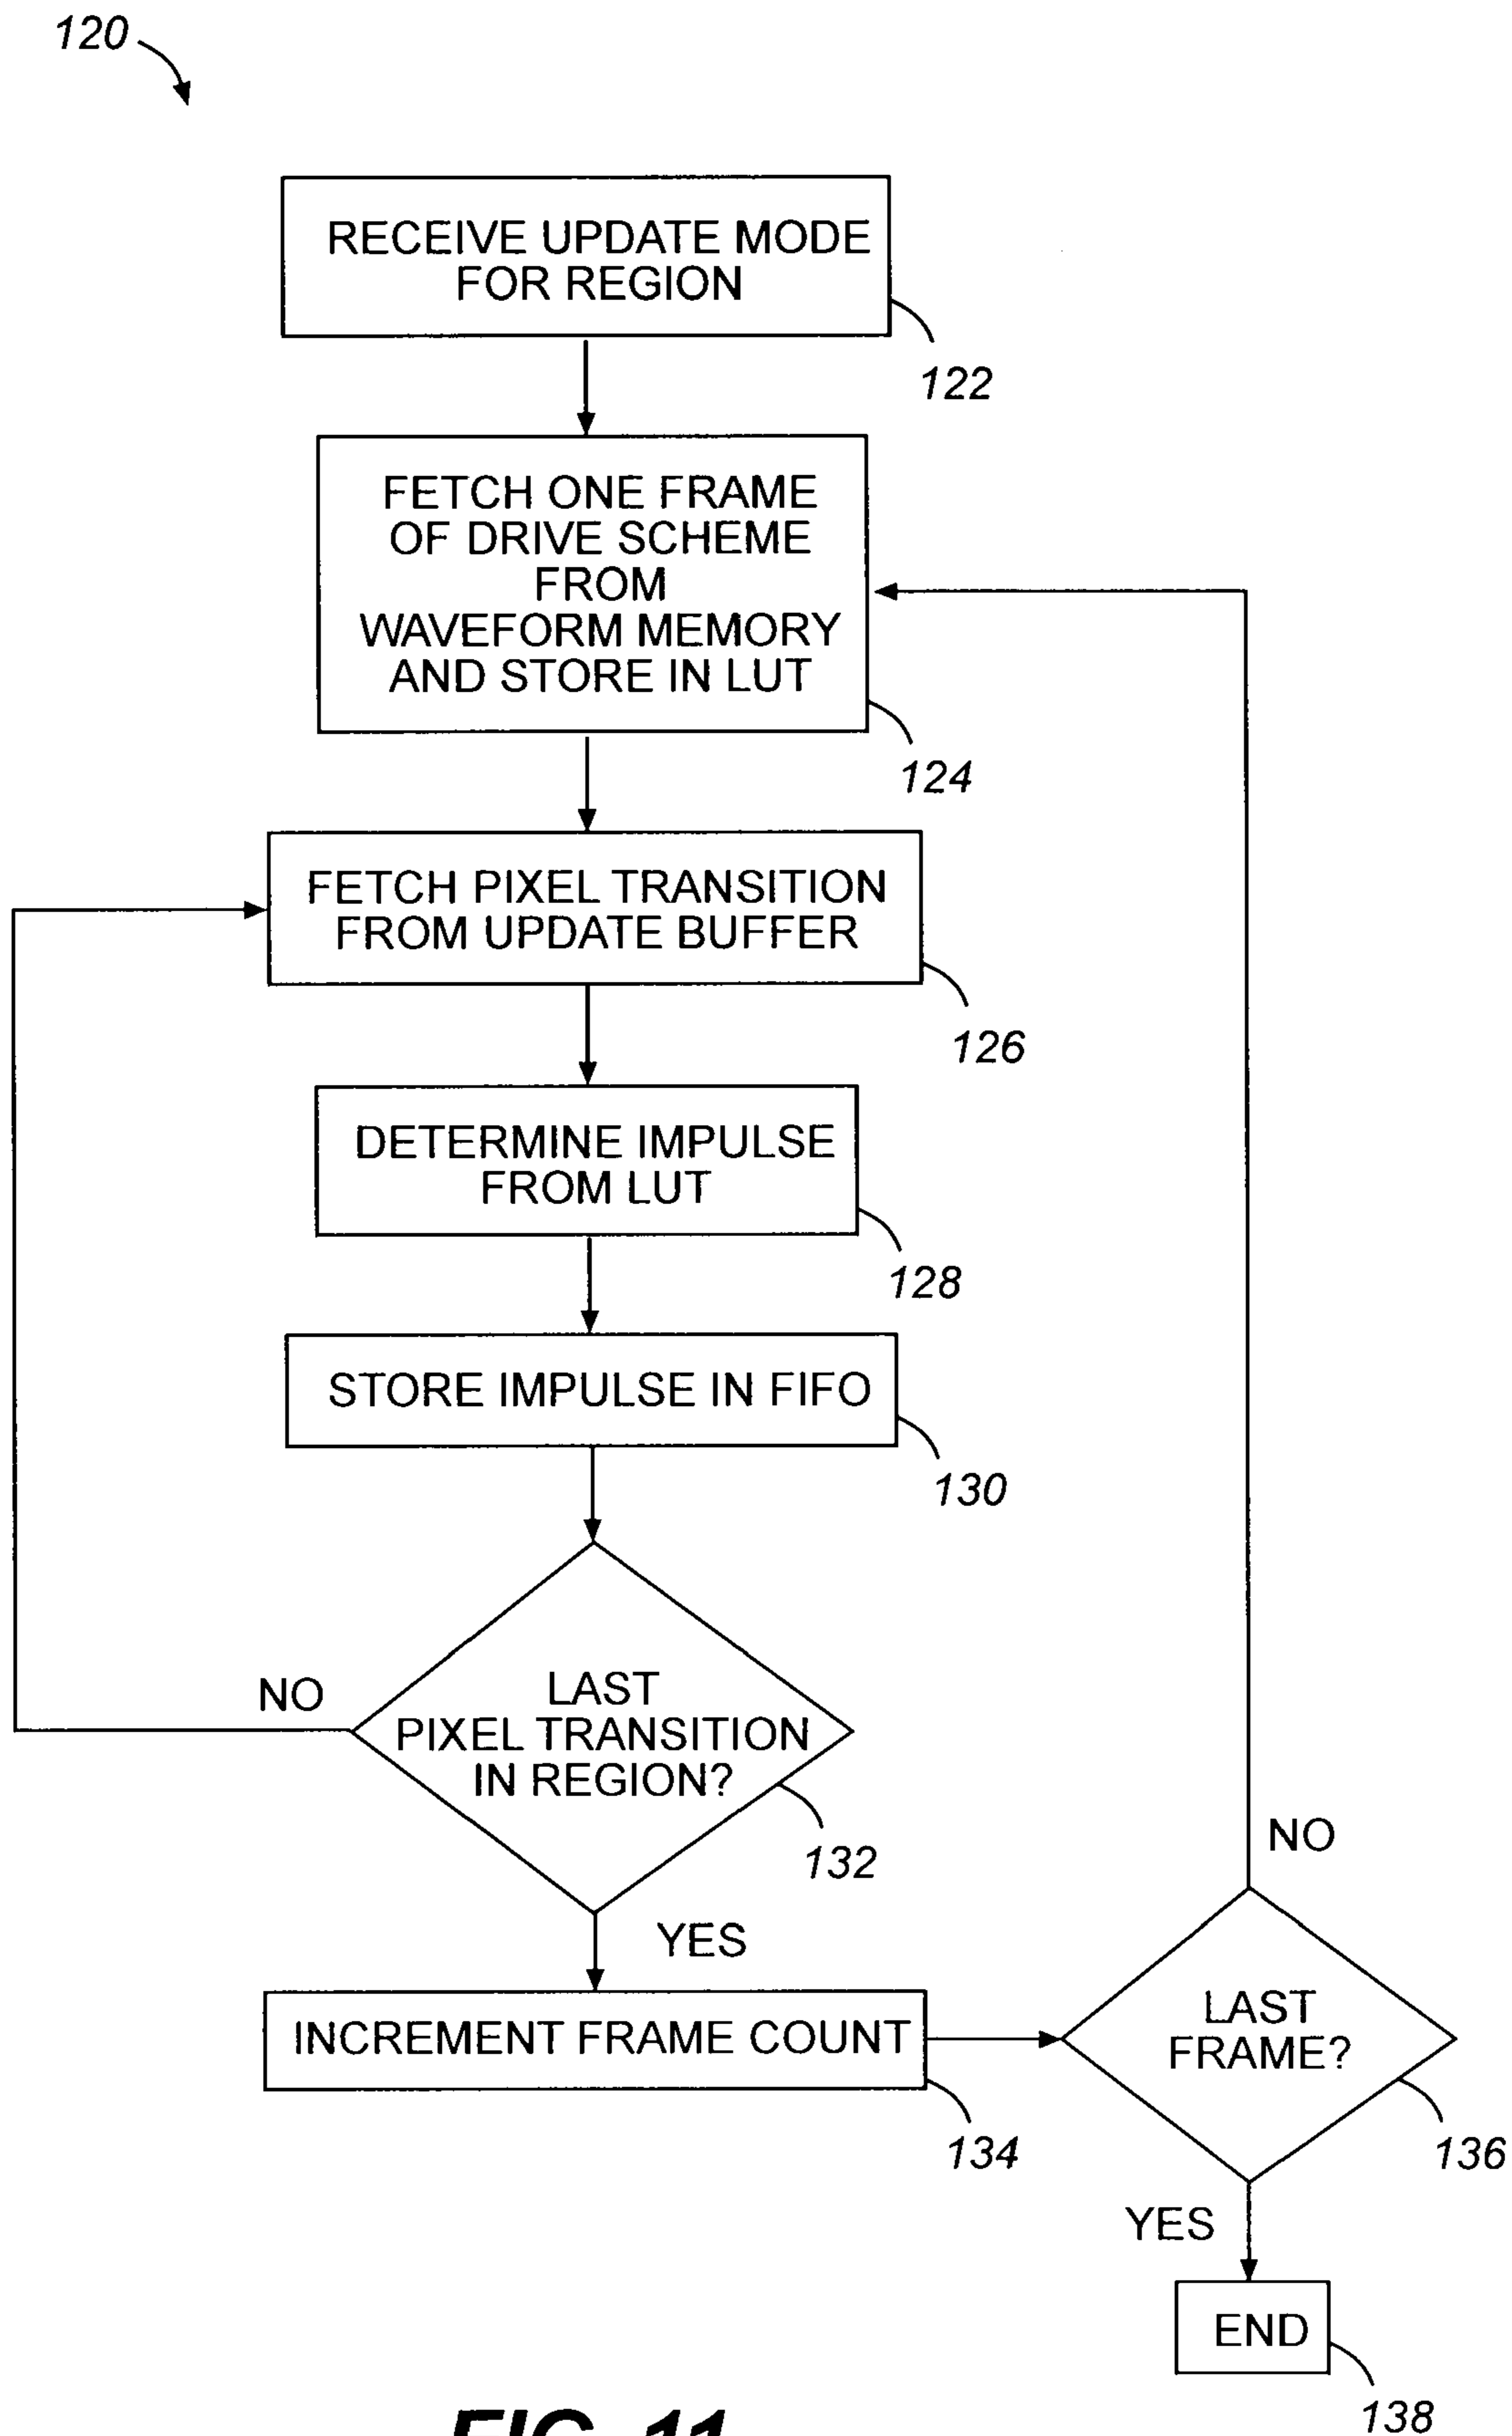 120
RECEIVE UPDATE MODE
FOR REGION
122
FETCH ONE FRAME
OF DRIVE SCHEME
FROM
WAVEFORM MEMORY
AND STORE IN LUT
124
FETCH PIXEL TRANSITION
FROM UPDATE BUFFER
126
DETERMINE IMPULSE
FROM LUT
128
STORE IMPULSE IN FIFO
130
LAST
PIXEL TRANSITION
IN REGION?
NO
132
YES
INCREMENT FRAME COUNT
134
LAST
FRAME?
NO
136
YES
END
138
FIG. 11